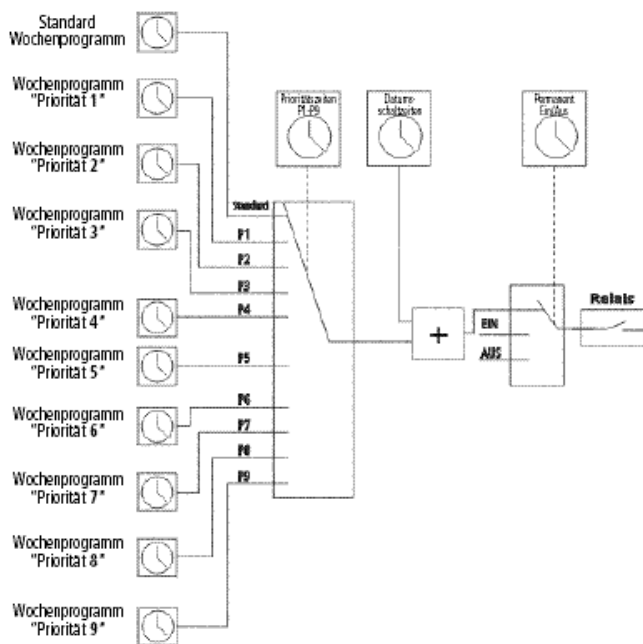 Standard
Wochenprogramm
Wochenprogramm
"Priorität 1"
Wochenprogramm
"Priorität 2"
Wochenprogramm
"Priorität 3"
Wochenprogramm
"Priorität 4"
Wochenprogramm
"Priorität 5"
Wochenprogramm
"Priorität 6"
Wochenprogramm
"Priorität 7"
Wochenprogramm
"Priorität 8"
Wochenprogramm
"Priorität 9"
Standard
P1
P2
P3
P4
P5
P6
P7
P8
P9
Prioritätszeiten
P1-P9
Datums-
schaltzeiten
+
Permanent
Ein/Aus
EIN
AUS
Relais